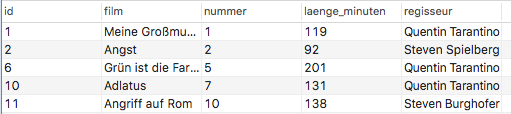 id film nummer laenge_minuten regisseur
1 Meine Großmu... 1 119 Quentin Tarantino
2 Angst 2 92 Steven Spielberg
6 Grün ist die Far... 5 201 Quentin Tarantino
10 Adlatus 7 131 Quentin Tarantino
11 Angriff auf Rom 10 138 Steven Burghofer